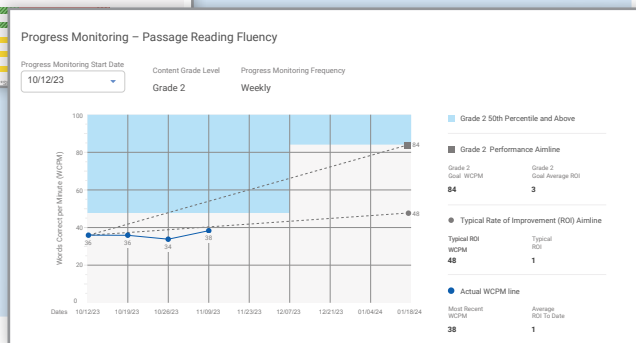 Progress Monitoring – Passage Reading Fluency
Progress Monitoring Start Date
10/12/23
Content Grade Level
Grade 2
Progress Monitoring Frequency
Weekly
Words Correct per Minute (WCPM)
100
80
60
40
20
0
84
48
36
36
34
38
Dates 10/12/23 10/19/23 10/26/23 11/09/23 11/23/23 12/07/23 12/21/23 01/04/24 01/18/24
Grade 2 50th Percentile and Above
Grade 2 Performance Aimline
Grade 2
Goal WCPM
84
Grade 2
Goal Average ROI
3
Typical Rate of Improvement (ROI) Aimline
Typical ROI
WCPM
48
Typical
ROI
1
Actual WCPM line
Most Recent
WCPM
38
Average
ROI To Date
1